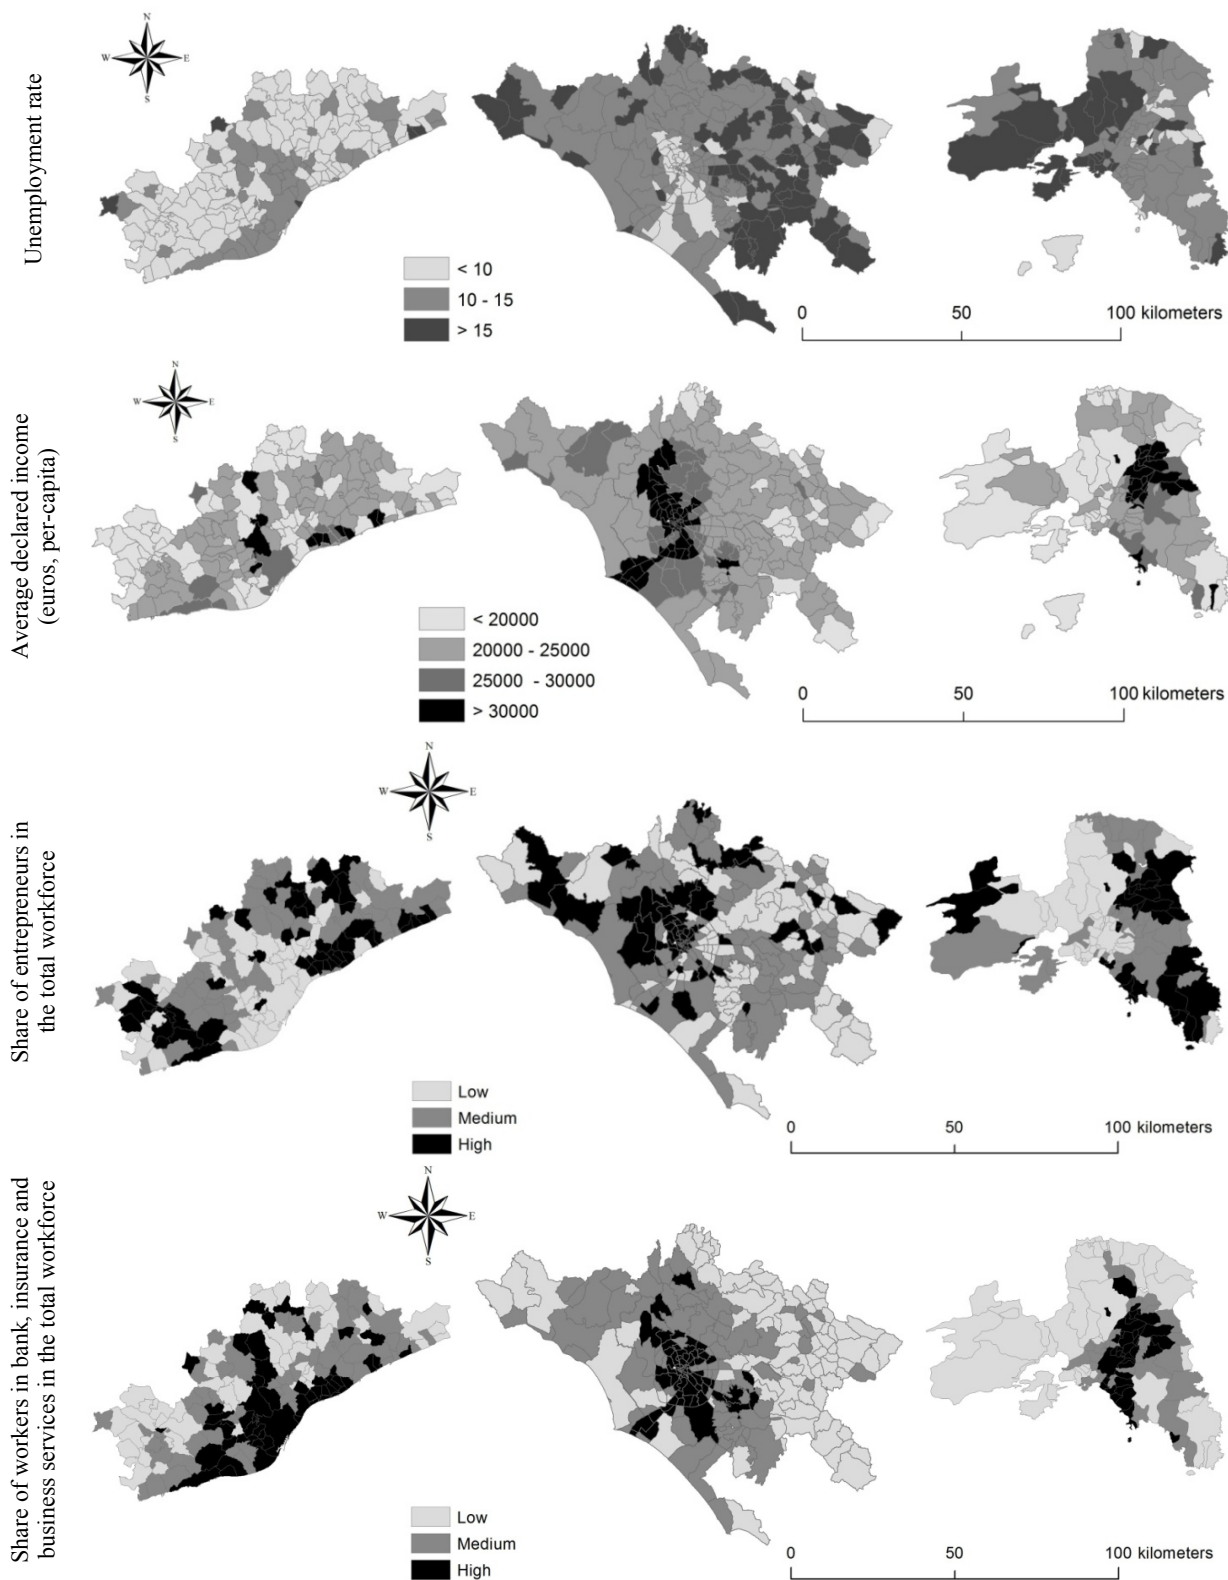 Unemployment rate
N
W
E
S
< 10
10 - 15
> 15
0
50
100 kilometers
Average declared income
(euros, per-capita)
N
W
E
S
< 20000
20000 - 25000
25000 - 30000
> 30000
0
50
100 kilometers
Share of entrepreneurs in
the total workforce
N
W
E
S
Low
Medium
High
0
50
100 kilometers
Share of workers in bank, insurance and
business services in the total workforce
N
W
E
S
Low
Medium
High
0
50
100 kilometers